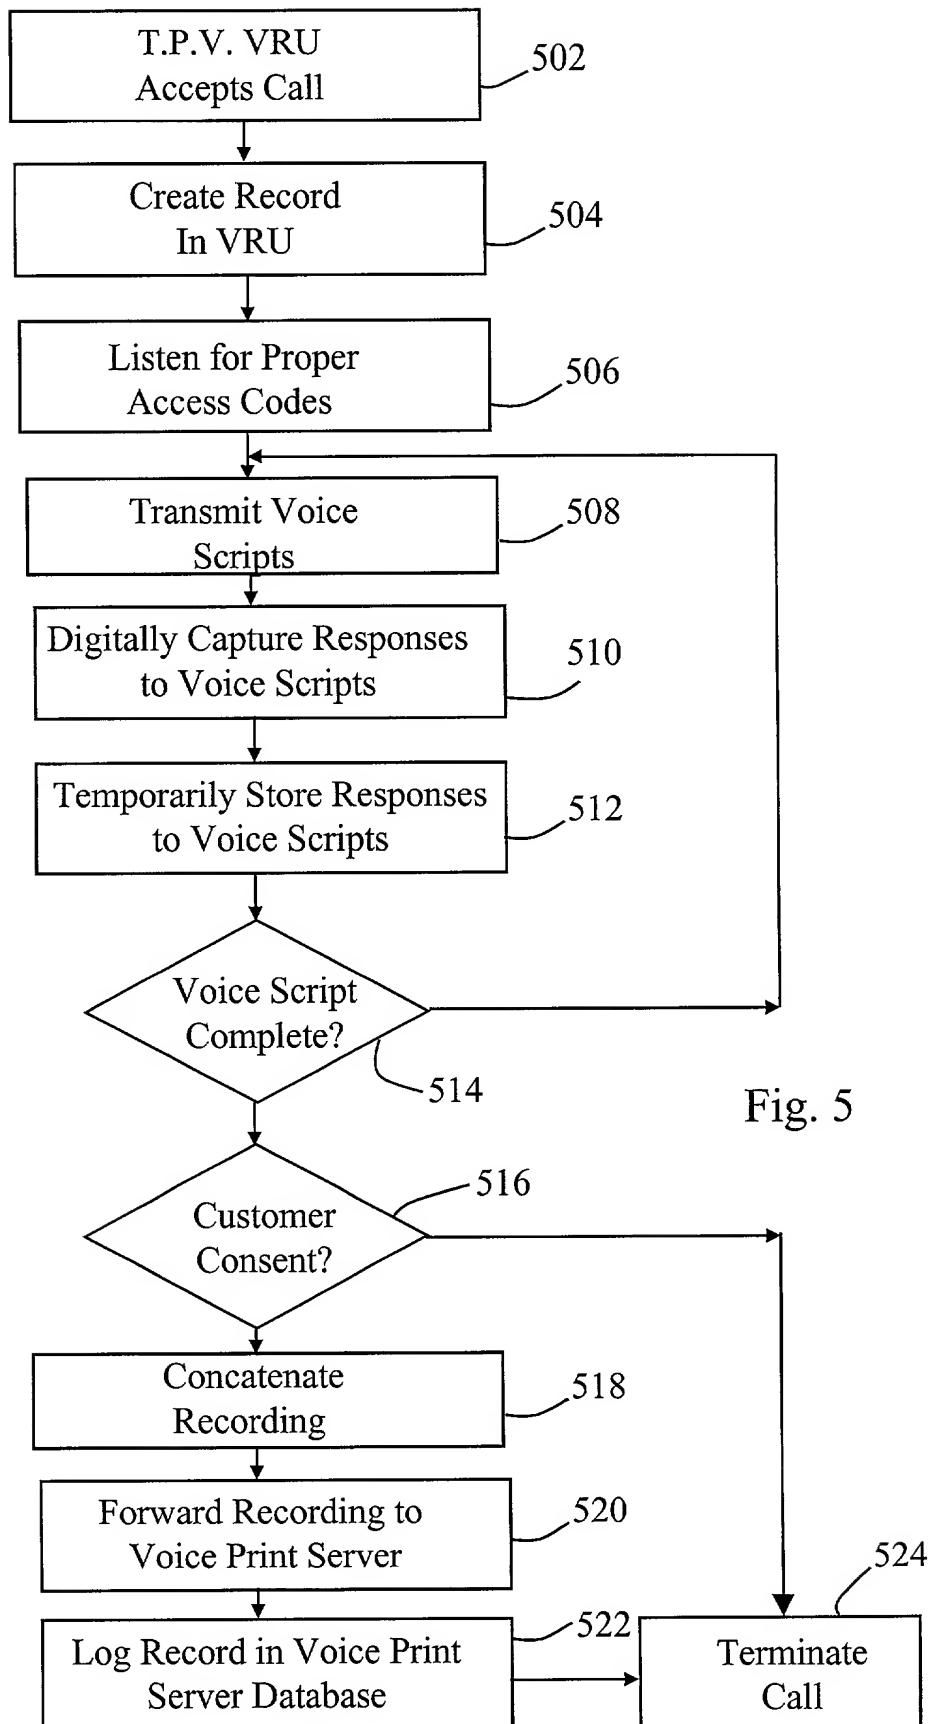 T.P.V. VRU
Accepts Call
502
Create Record
In VRU
504
Listen for Proper
Access Codes
506
Transmit Voice
Scripts
508
Digitally Capture Responses
to Voice Scripts
510
Temporarily Store Responses
to Voice Scripts
512
Voice Script
Complete?
514
Fig. 5
Customer
Consent?
516
Concatenate
Recording
518
Forward Recording to
Voice Print Server
520
Log Record in Voice Print
Server Database
522
Terminate
Call
524